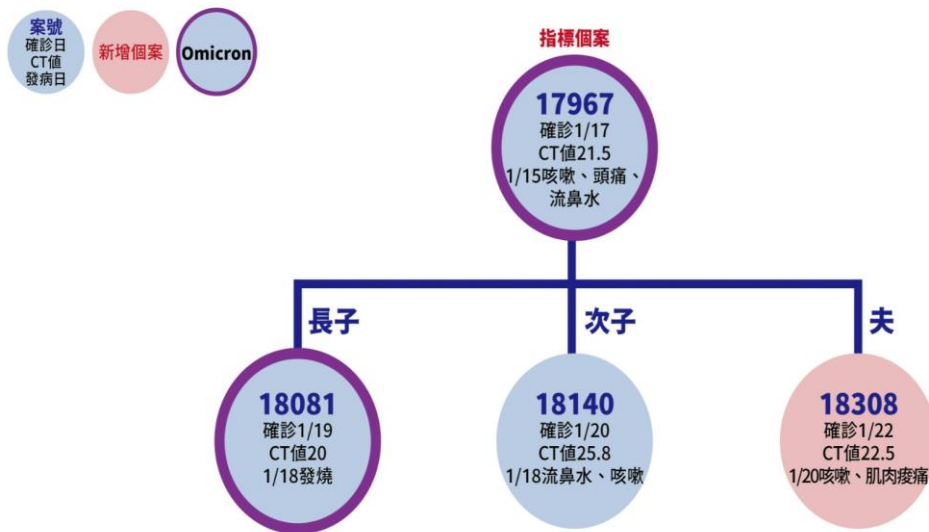 案號
確診日
CT值
發病日
新增個案
Omicron
指標個案
17967
確診1/17
CT值21.5
1/15咳嗽、頭痛、
流鼻水
長子
次子
夫
18081
確診1/19
CT值20
1/18發燒
18140
確診1/20
CT值25.8
1/18流鼻水、咳嗽
18308
確診1/22
CT值22.5
1/20咳嗽、肌肉痠痛